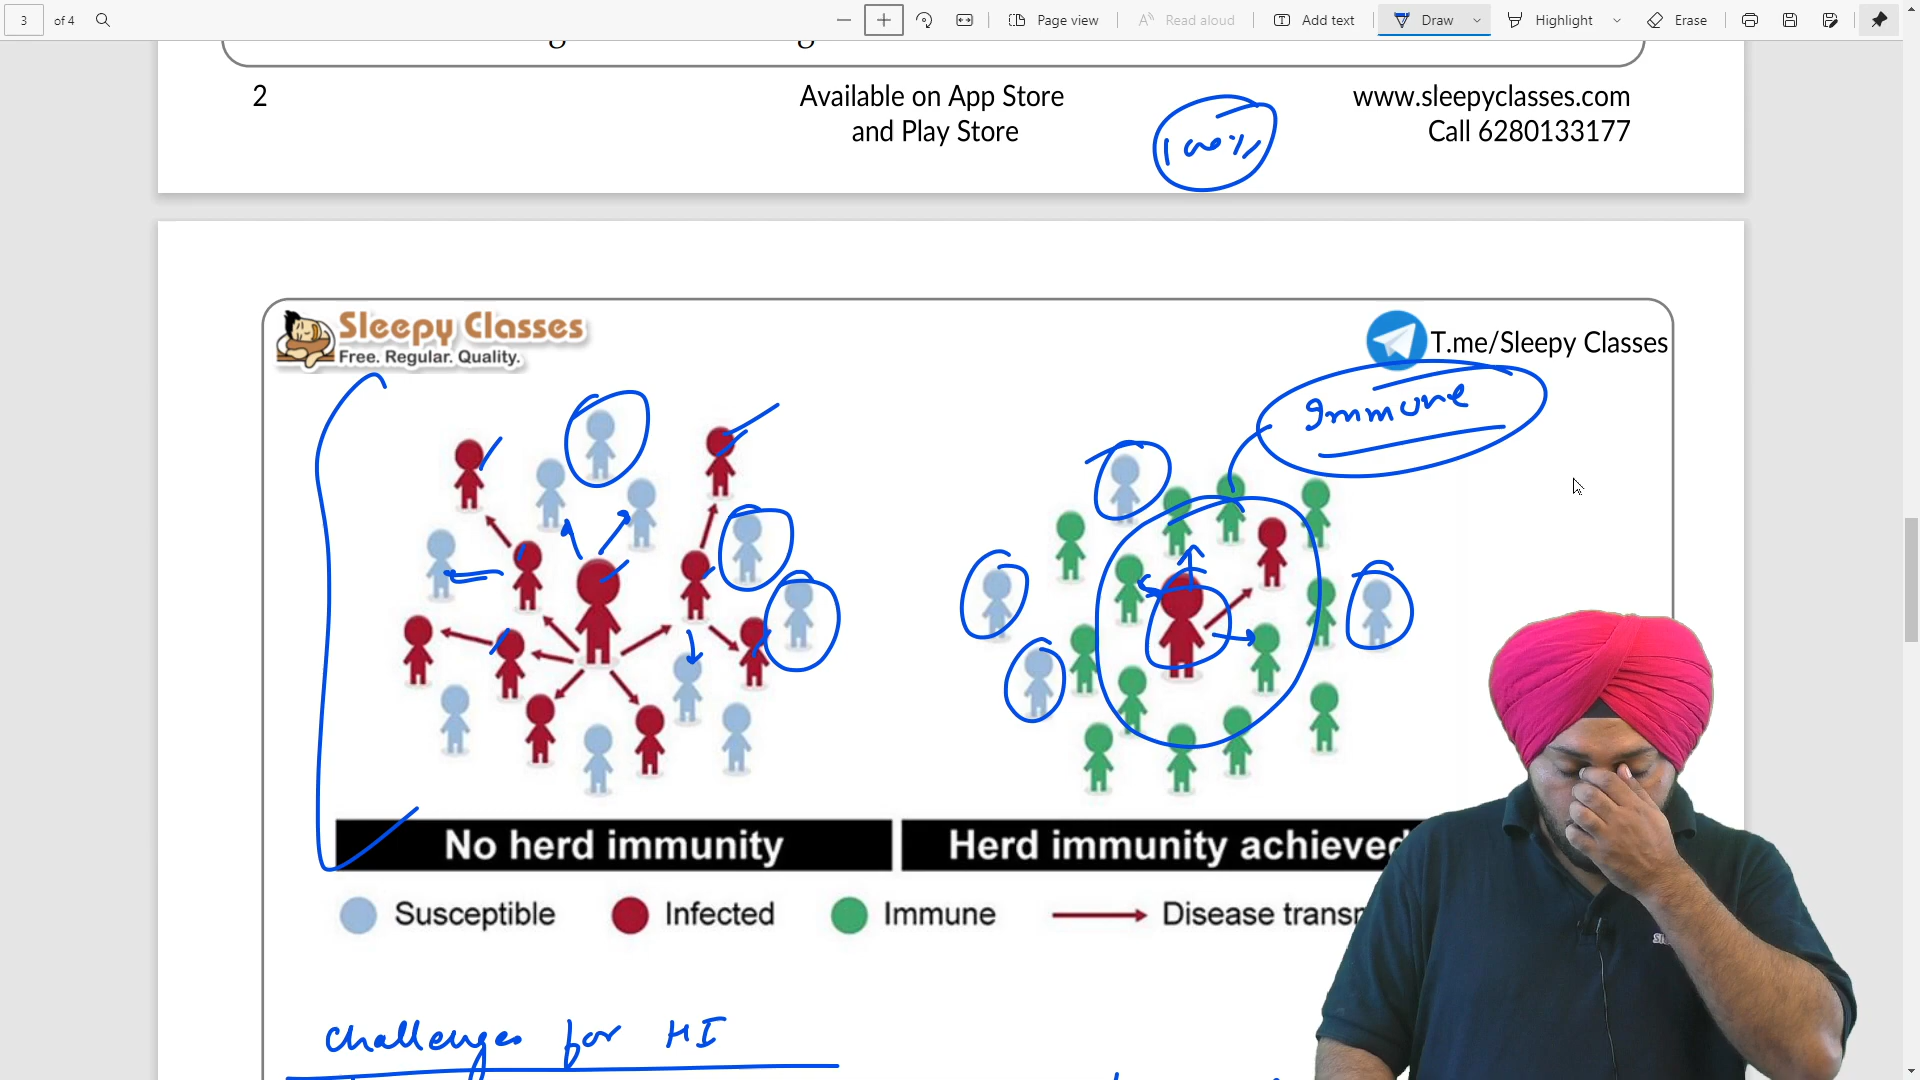 3 of 4 Page view Read aloud Add text Draw Highlight Erase
2 Available on App Store www.sleepyclasses.com
and Play Store Call 6280133177
100%
Sleepy Classes T.me/Sleepy Classes
Free. Regular. Quality.
Immune
No herd immunity Herd immunity achieved
Susceptible Infected Immune Disease transm
Challenges for HI